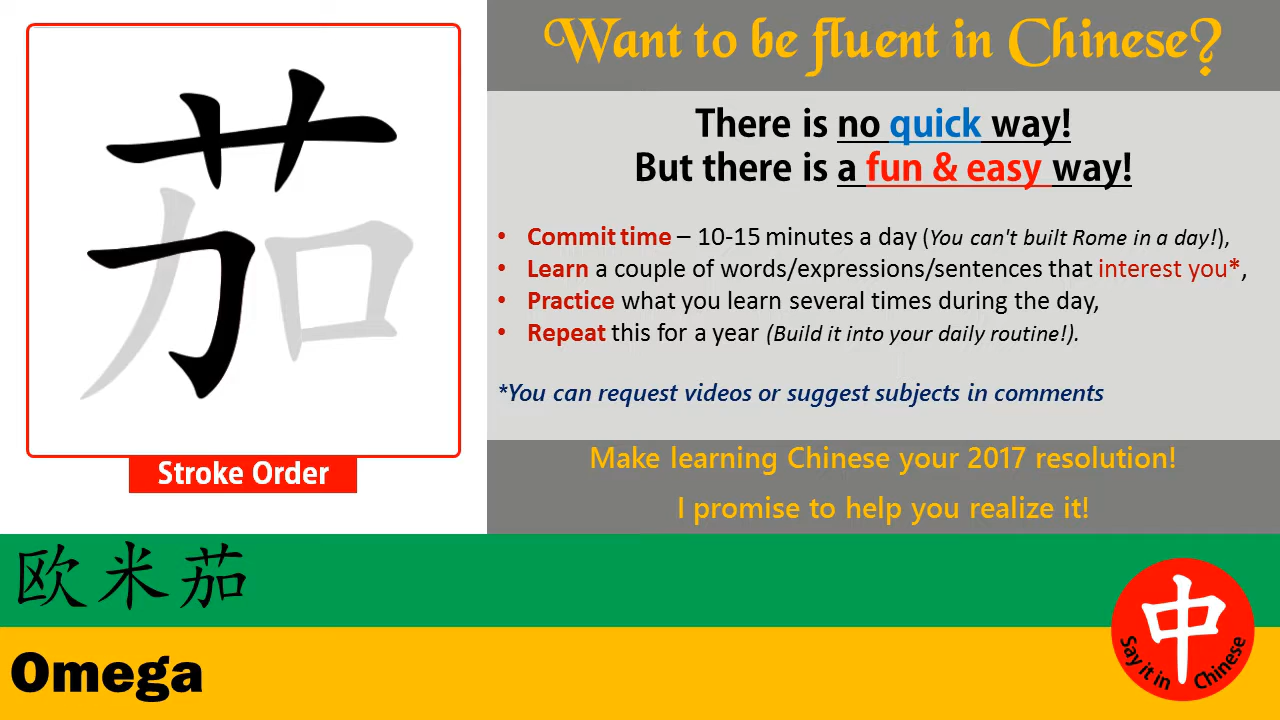 茄
Stroke Order
Want to be fluent in Chinese?
There is no quick way!
But there is a fun & easy way!
• Commit time – 10-15 minutes a day (You can't built Rome in a day!),
• Learn a couple of words/expressions/sentences that interest you*,
• Practice what you learn several times during the day,
• Repeat this for a year (Build it into your daily routine!).
*You can request videos or suggest subjects in comments
Make learning Chinese your 2017 resolution!
I promise to help you realize it!
欧米茄
Omega
中
Say it in Chinese